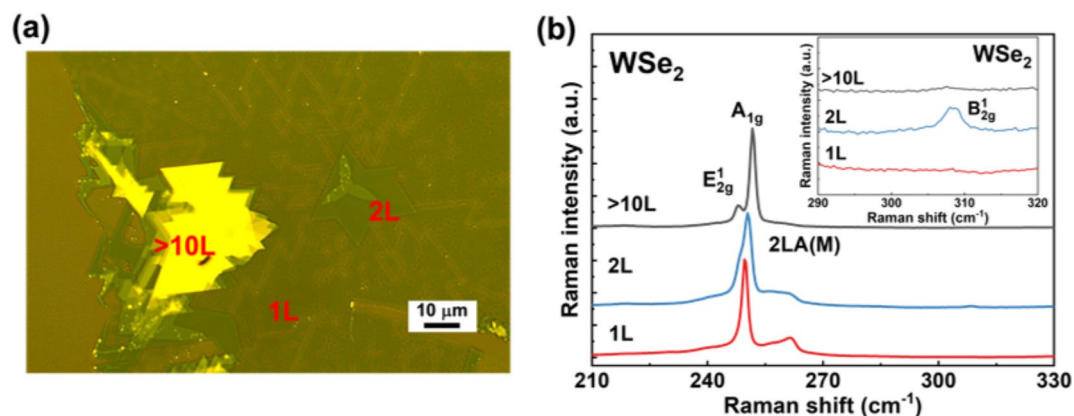 (a)
2L
>10L
1L
10 μm
(b)
WSe₂
A₁g
E¹₂g
>10L
2LA(M)
2L
1L
Raman intensity (a.u.)
210 240 270 300 330
Raman shift (cm⁻¹)
WSe₂
>10L
2L
B¹₂g
1L
Raman intensity (a.u.)
290 300 310 320
Raman shift (cm⁻¹)